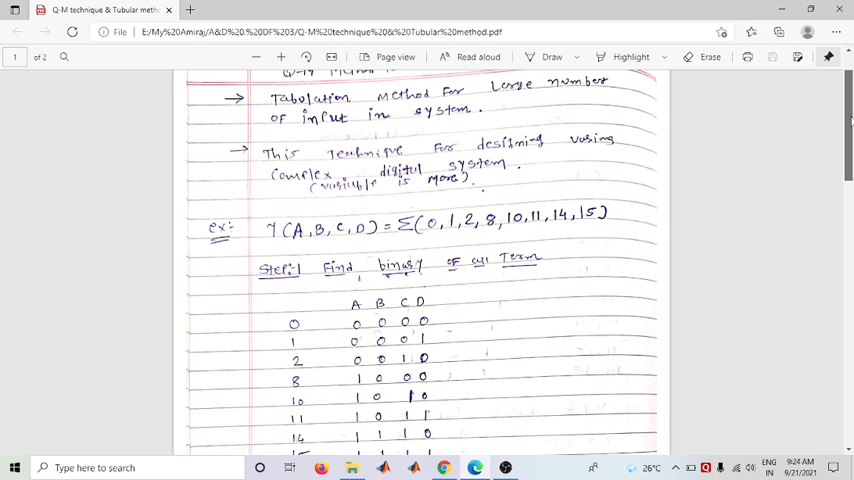 Q-M technique & Tubular meth
File
E:/My%20Amiraj/A&D%20.%20DF%203/Q-M%20technique%20&%20Tubular%20method.pdf
1 of 2
Page view
Read aloud
Draw
Highlight
Erase
→ Tabulation Method For Large number
OF input in system.
→ This Technique For desiging varing
Complex digital system.
(variable is more).
ex:- Y(A,B,C,D) = Σ(0,1,2,8,10,11,14,15)
Step:-1 Find binary OF all Term
A B C D
0 0 0 0 0
1 0 0 0 1
2 0 0 1 0
8 1 0 0 0
10 1 0 1 0
11 1 0 1 1
14 1 1 1 0
Type here to search
26°C
ENG
IN
9:24 AM
9/21/2021